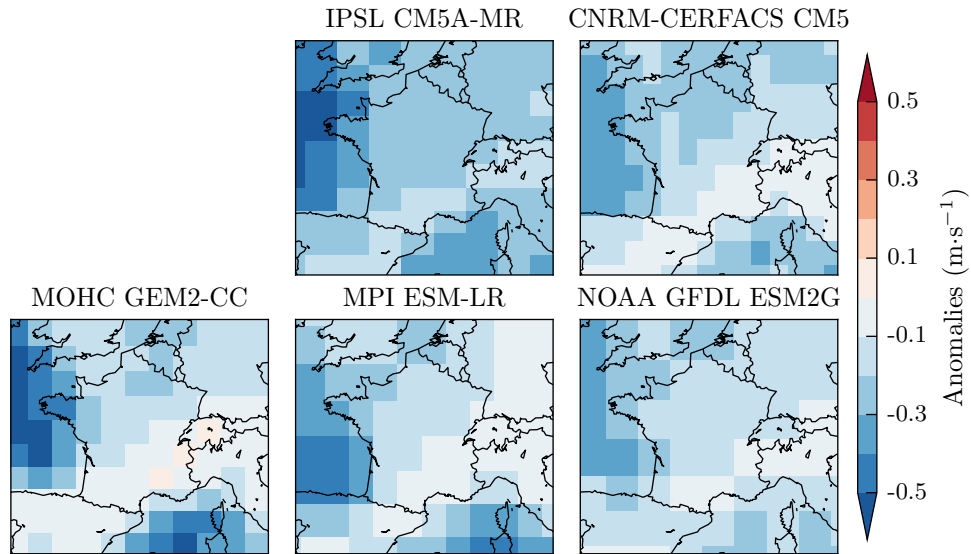 IPSL CM5A-MR
CNRM-CERFACS CM5
MOHC GEM2-CC
MPI ESM-LR
NOAA GFDL ESM2G
0.5
0.3
0.1
-0.1
-0.3
-0.5
Anomalies (m·s⁻¹)